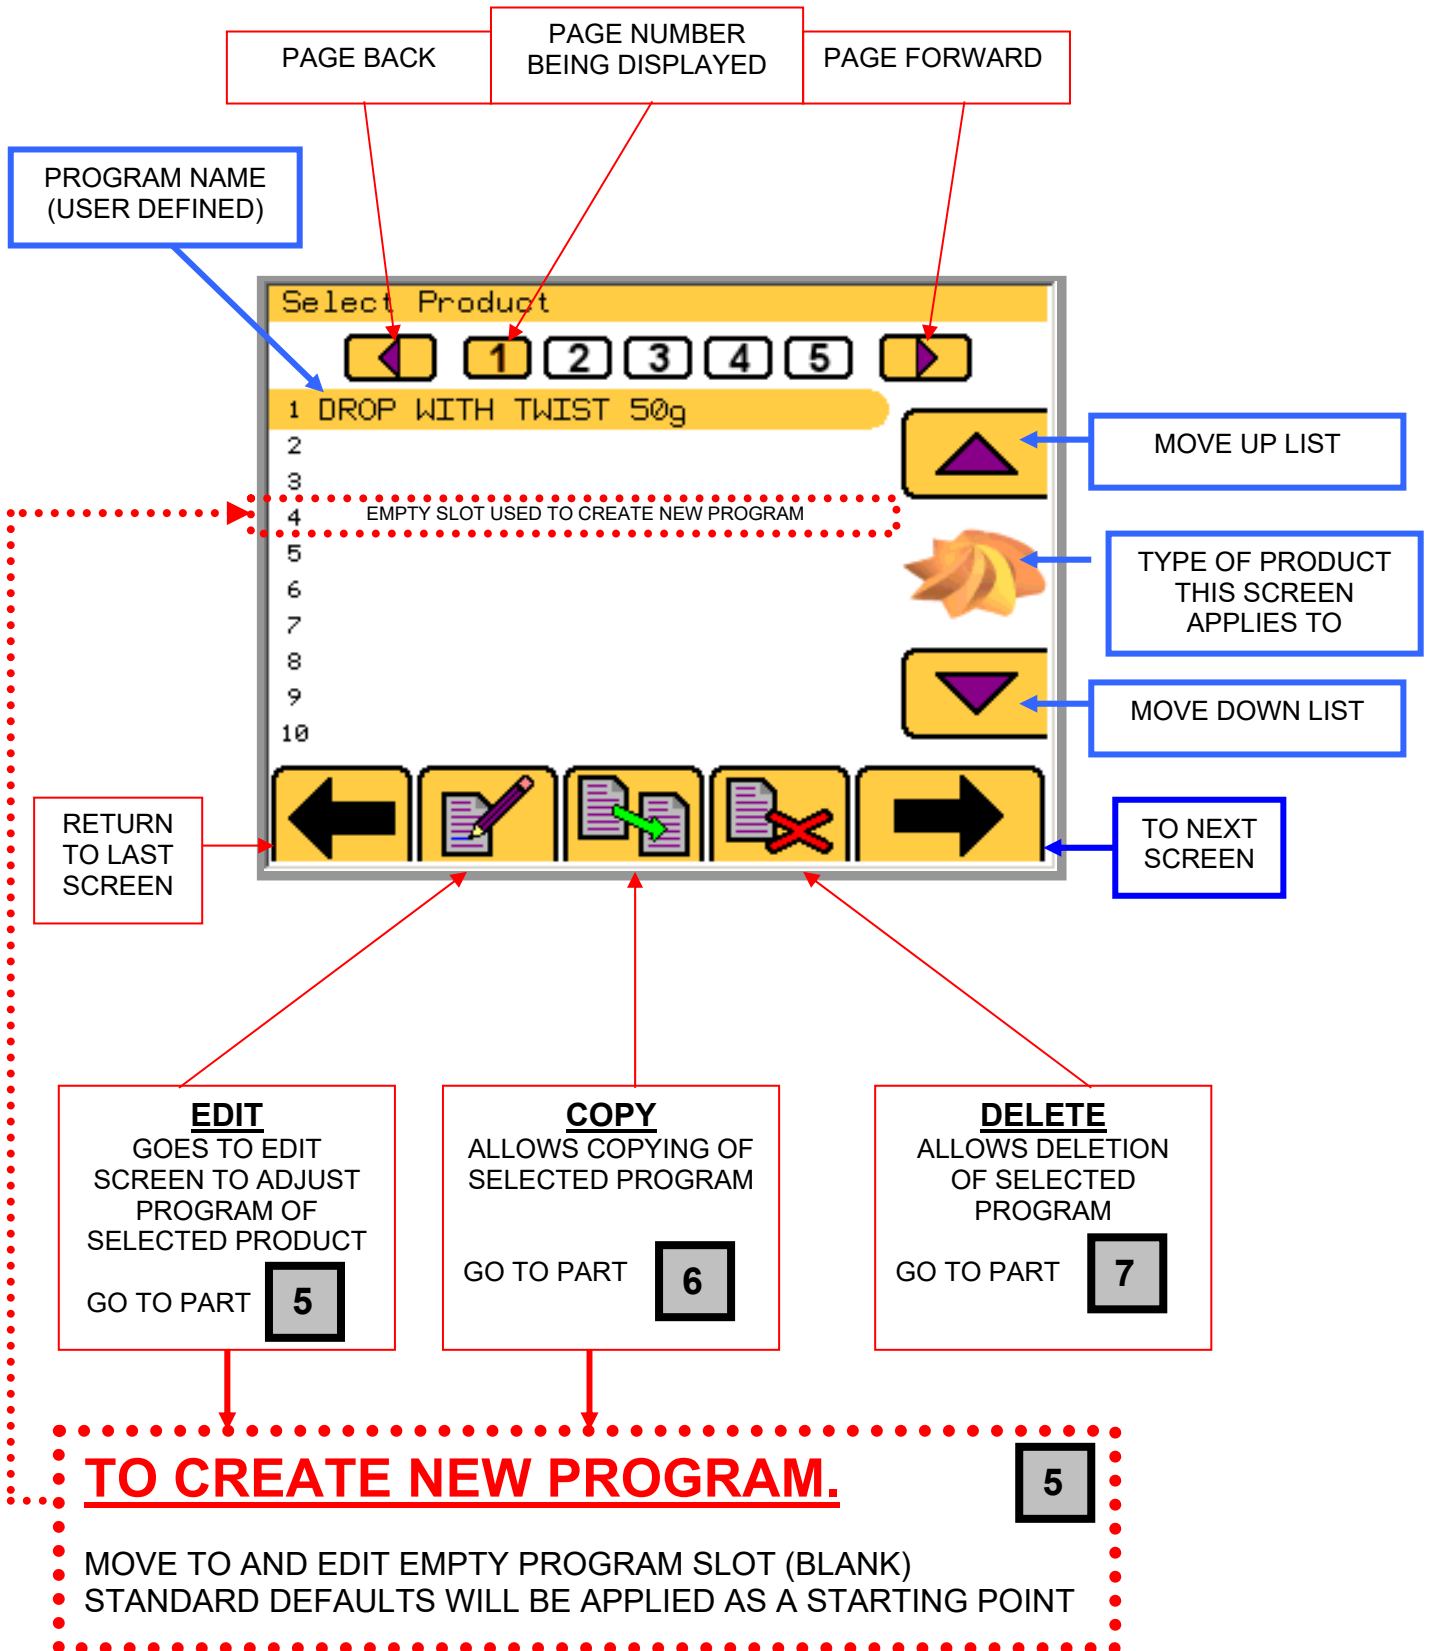 PAGE BACK
PAGE NUMBER
BEING DISPLAYED
PAGE FORWARD
PROGRAM NAME
(USER DEFINED)
Select Product
1 2 3 4 5
1 DROP WITH TWIST 50g
2
3
4 EMPTY SLOT USED TO CREATE NEW PROGRAM
5
6
7
8
9
10
MOVE UP LIST
TYPE OF PRODUCT
THIS SCREEN
APPLIES TO
MOVE DOWN LIST
RETURN
TO LAST
SCREEN
TO NEXT
SCREEN
EDIT
GOES TO EDIT
SCREEN TO ADJUST
PROGRAM OF
SELECTED PRODUCT
GO TO PART 5
COPY
ALLOWS COPYING OF
SELECTED PROGRAM
GO TO PART 6
DELETE
ALLOWS DELETION
OF SELECTED
PROGRAM
GO TO PART 7
TO CREATE NEW PROGRAM. 5
MOVE TO AND EDIT EMPTY PROGRAM SLOT (BLANK)
STANDARD DEFAULTS WILL BE APPLIED AS A STARTING POINT